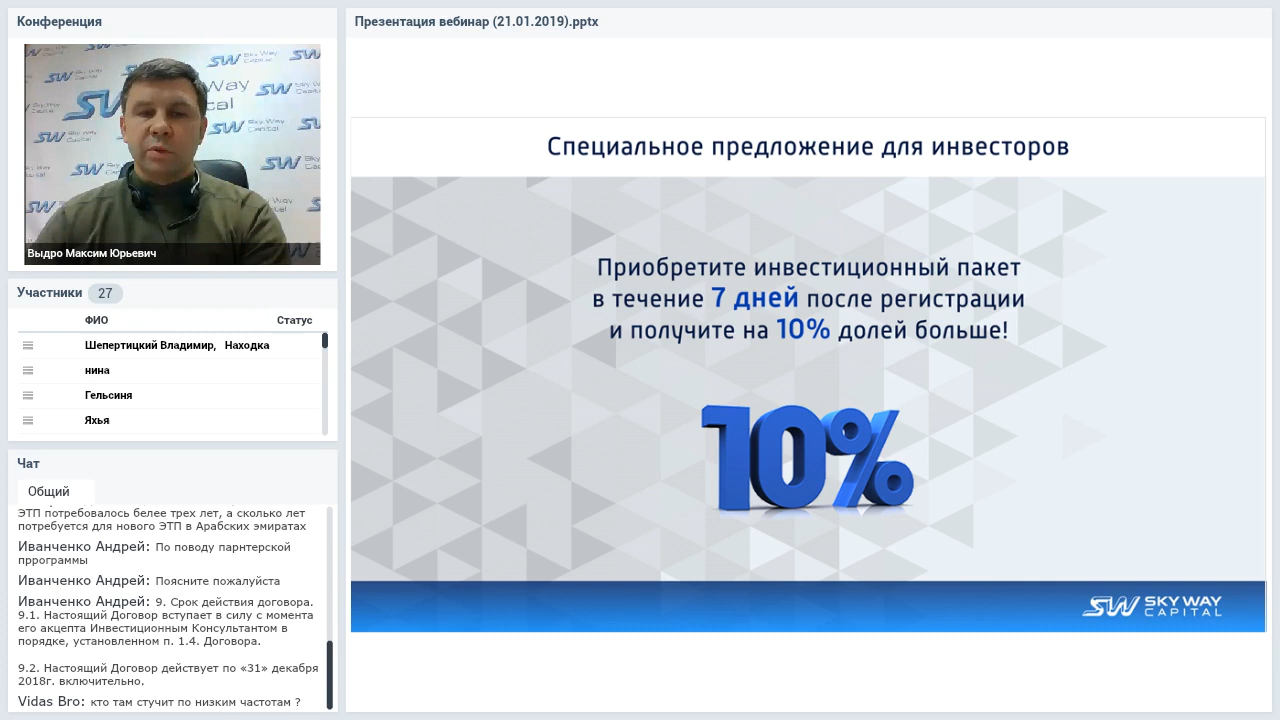 Конференция
Выдро Максим Юрьевич
Участники 27
ФИО Статус
Шепертицкий Владимир, Находка
нина
Гельсиня
Яхья
Чат
Общий
ЭТП потребовалось белее трех лет, а сколько лет
потребуется для нового ЭТП в Арабских эмиратах
Иванченко Андрей: По поводу парнтерской
прррограммы
Иванченко Андрей: Поясните пожалуйста
Иванченко Андрей: 9. Срок действия договора.
9.1. Настоящий Договор вступает в силу с момента
его акцепта Инвестиционным Консультантом в
порядке, установленном п. 1.4. Договора.
9.2. Настоящий Договор действует по «31» декабря
2018г. включительно.
Vidas Bro: кто там стучит по низким частотам ?
Презентация вебинар (21.01.2019).pptx
Специальное предложение для инвесторов
Приобретите инвестиционный пакет
в течение 7 дней после регистрации
и получите на 10% долей больше!
10%
SW SKY WAY
CAPITAL